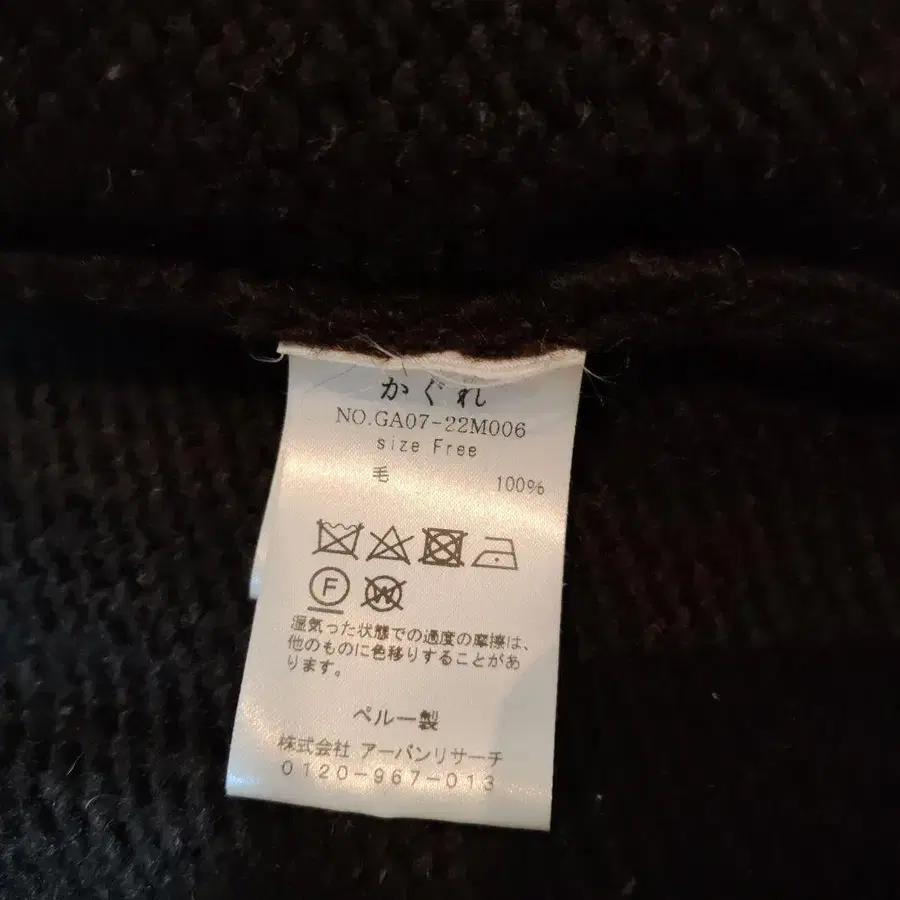 かぐれ
NO.GA07-22M006
size Free
毛 100%
F
W
湿気った状態での過度の摩擦は、
他のものに色移りすることがあ
ります。
ペルー製
株式会社 アーバンリサーチ
0120-967-013